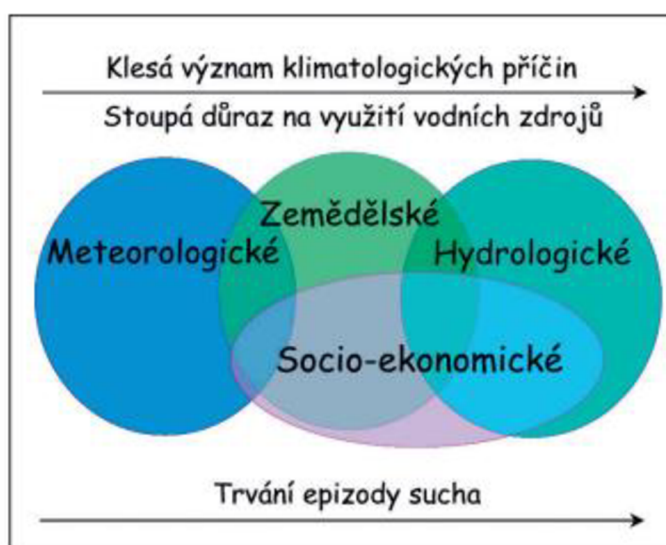 Klesá význam klimatologických příčin
Stoupá důraz na využití vodních zdrojů
Zemědělské
Meteorologické
Hydrologické
Socio-ekonomické
Trvání epizody sucha